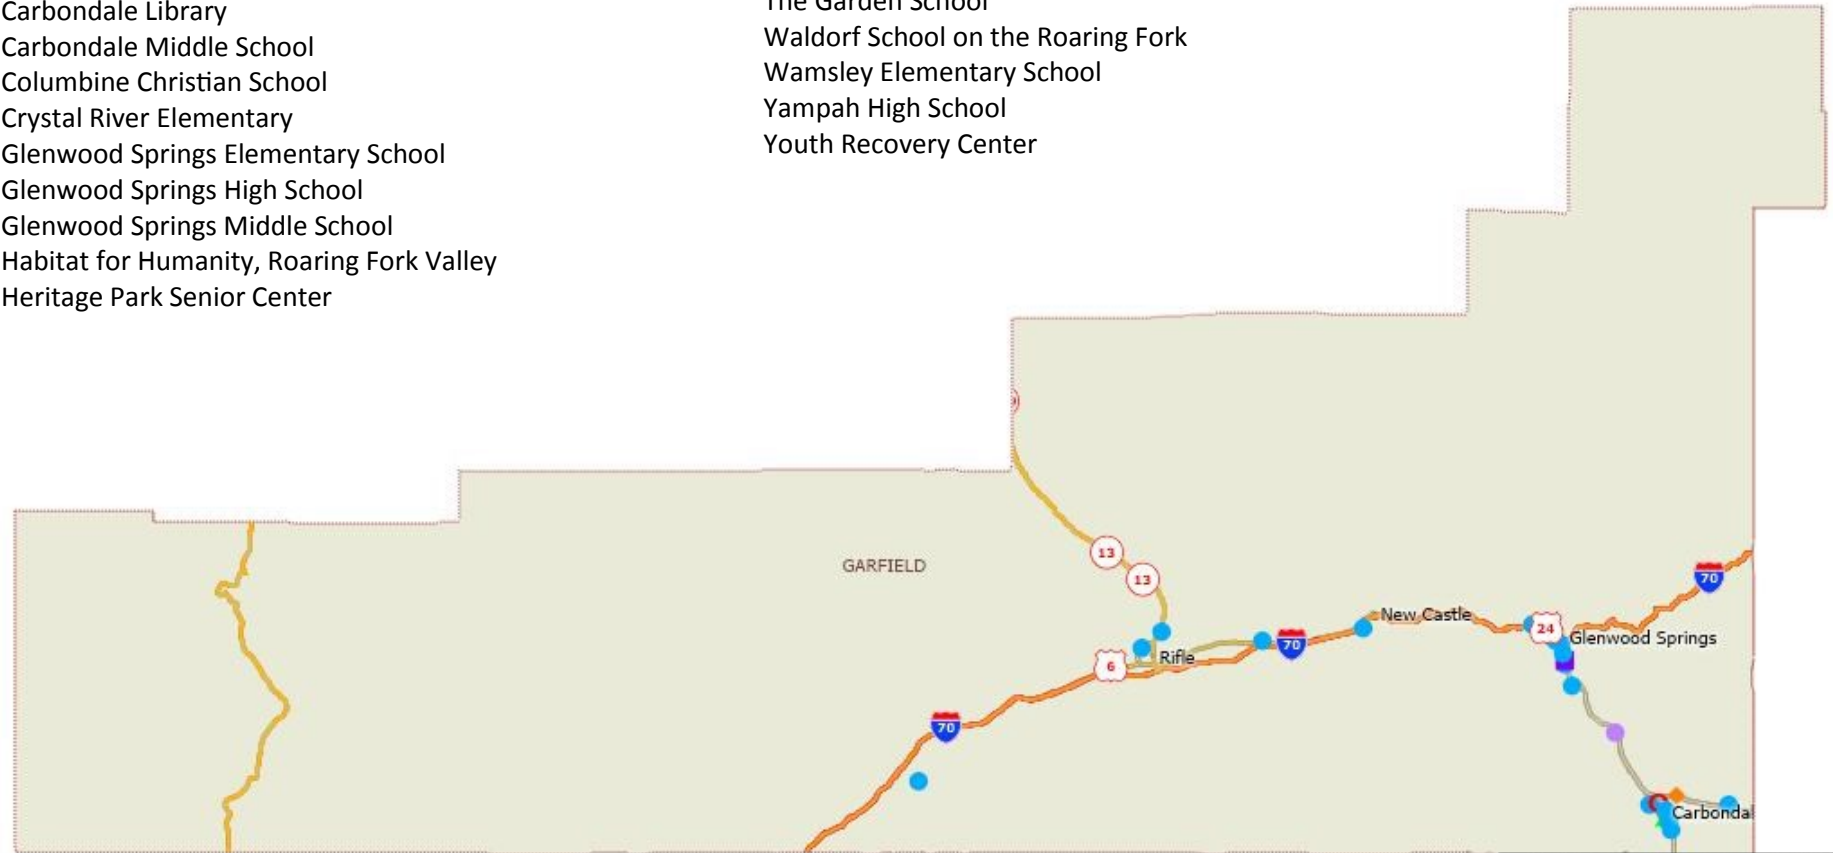 Carbondale Library
Carbondale Middle School
Columbine Christian School
Crystal River Elementary
Glenwood Springs Elementary School
Glenwood Springs High School
Glenwood Springs Middle School
Habitat for Humanity, Roaring Fork Valley
Heritage Park Senior Center
The Garden School
Waldorf School on the Roaring Fork
Wamsley Elementary School
Yampah High School
Youth Recovery Center
GARFIELD
13
13
70
New Castle
24
Glenwood Springs
70
Rifle
6
70
Carbonda